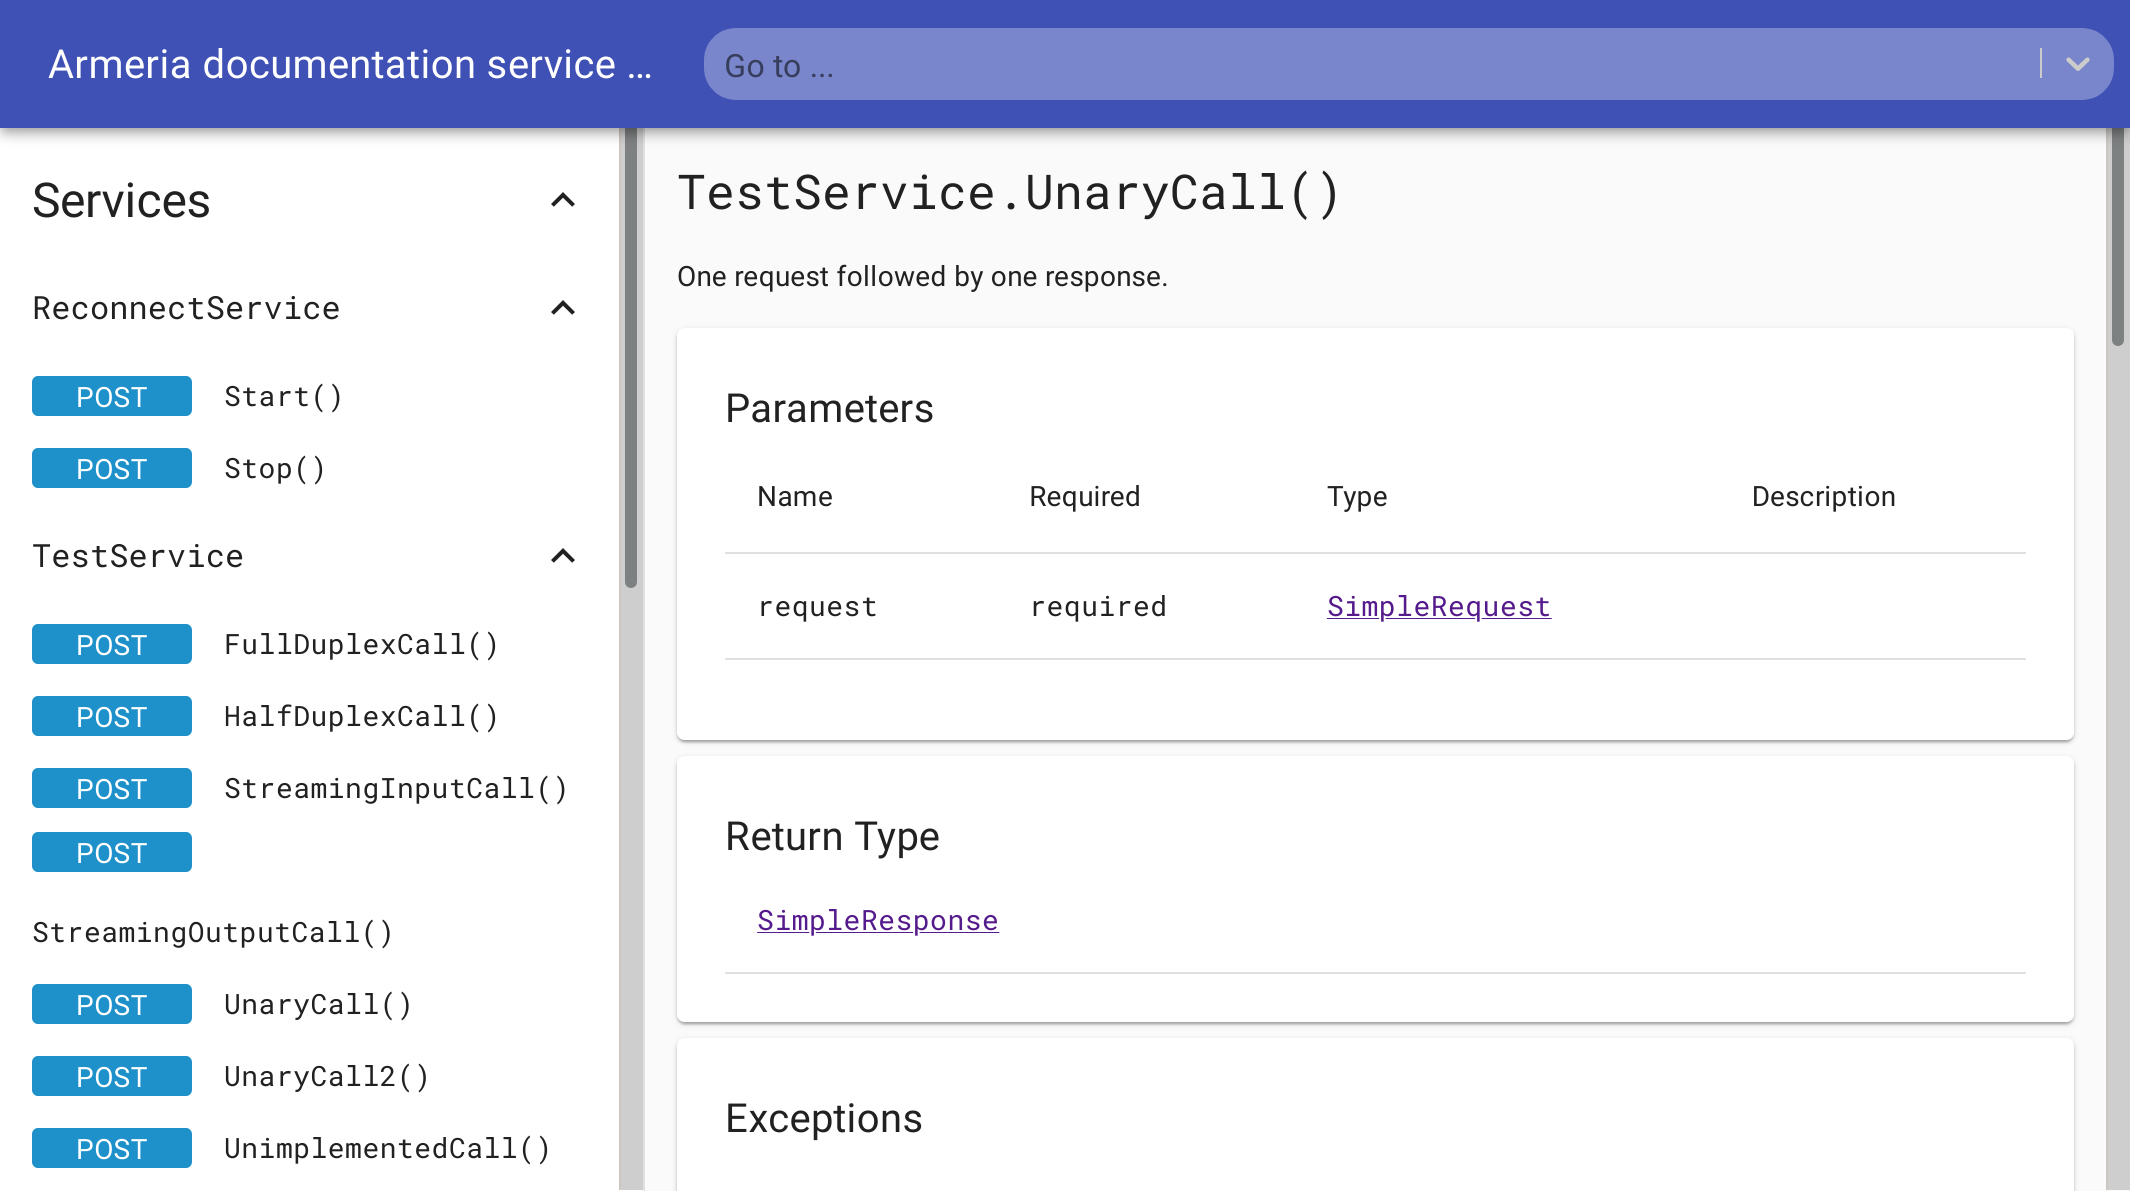 Armeria documentation service ...
Go to ...
Services
ReconnectService
POST Start()
POST Stop()
TestService
POST FullDuplexCall()
POST HalfDuplexCall()
POST StreamingInputCall()
POST
StreamingOutputCall()
POST UnaryCall()
POST UnaryCall2()
POST UnimplementedCall()
TestService.UnaryCall()
One request followed by one response.
Parameters
Name Required Type Description
request required SimpleRequest
Return Type
SimpleResponse
Exceptions